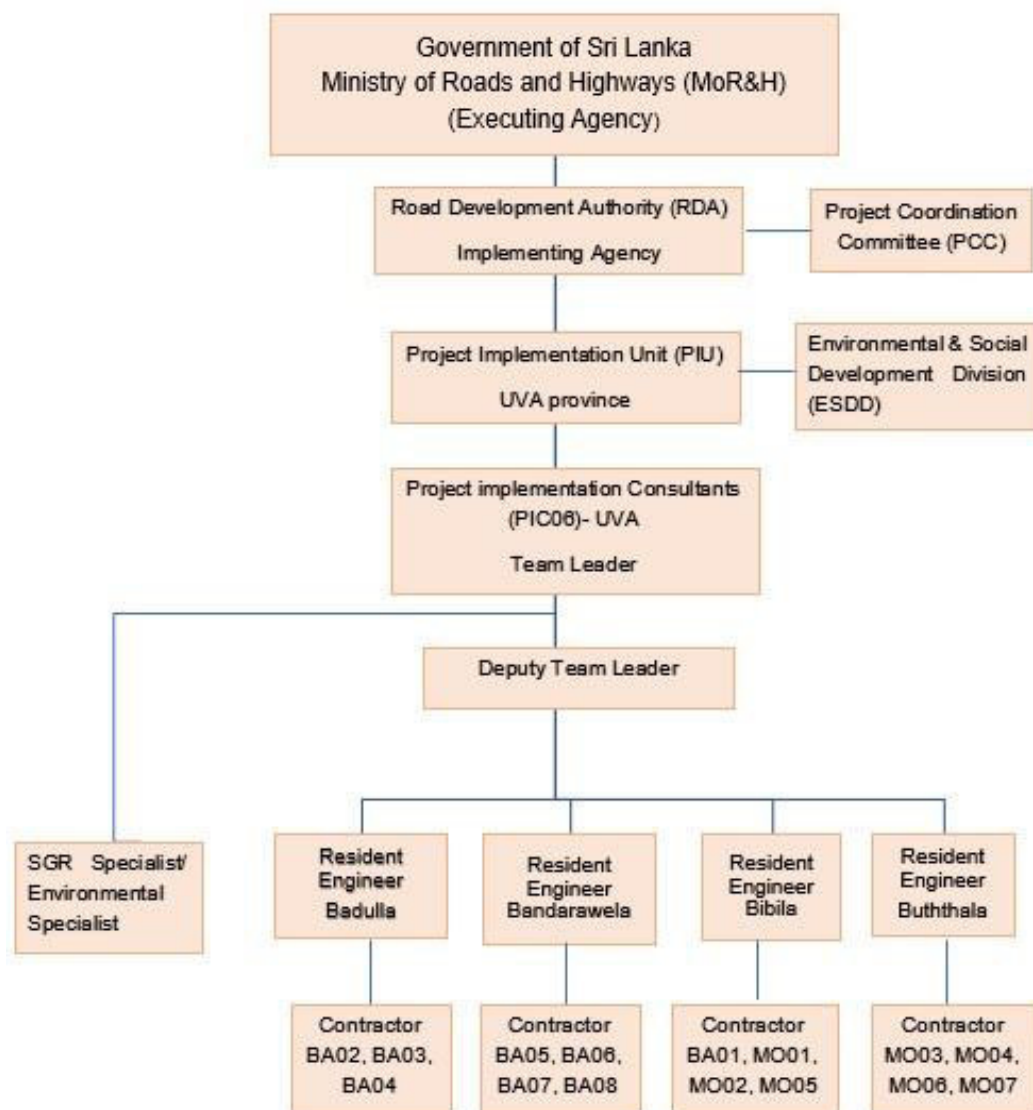 Government of Sri Lanka
Ministry of Roads and Highways (MoR&H)
(Executing Agency)
Road Development Authority (RDA)
Implementing Agency
Project Coordination
Committee (PCC)
Project Implementation Unit (PIU)
UVA province
Environmental & Social
Development Division
(ESDD)
Project implementation Consultants
(PIC06)- UVA
Team Leader
Deputy Team Leader
SGR Specialist/
Environmental
Specialist
Resident
Engineer
Badulla
Resident
Engineer
Bandarawela
Resident
Engineer
Bibila
Resident
Engineer
Buththala
Contractor
BA02, BA03,
BA04
Contractor
BA05, BA06,
BA07, BA08
Contractor
BA01, MO01,
MO02, MO05
Contractor
MO03, MO04,
MO06, MO07